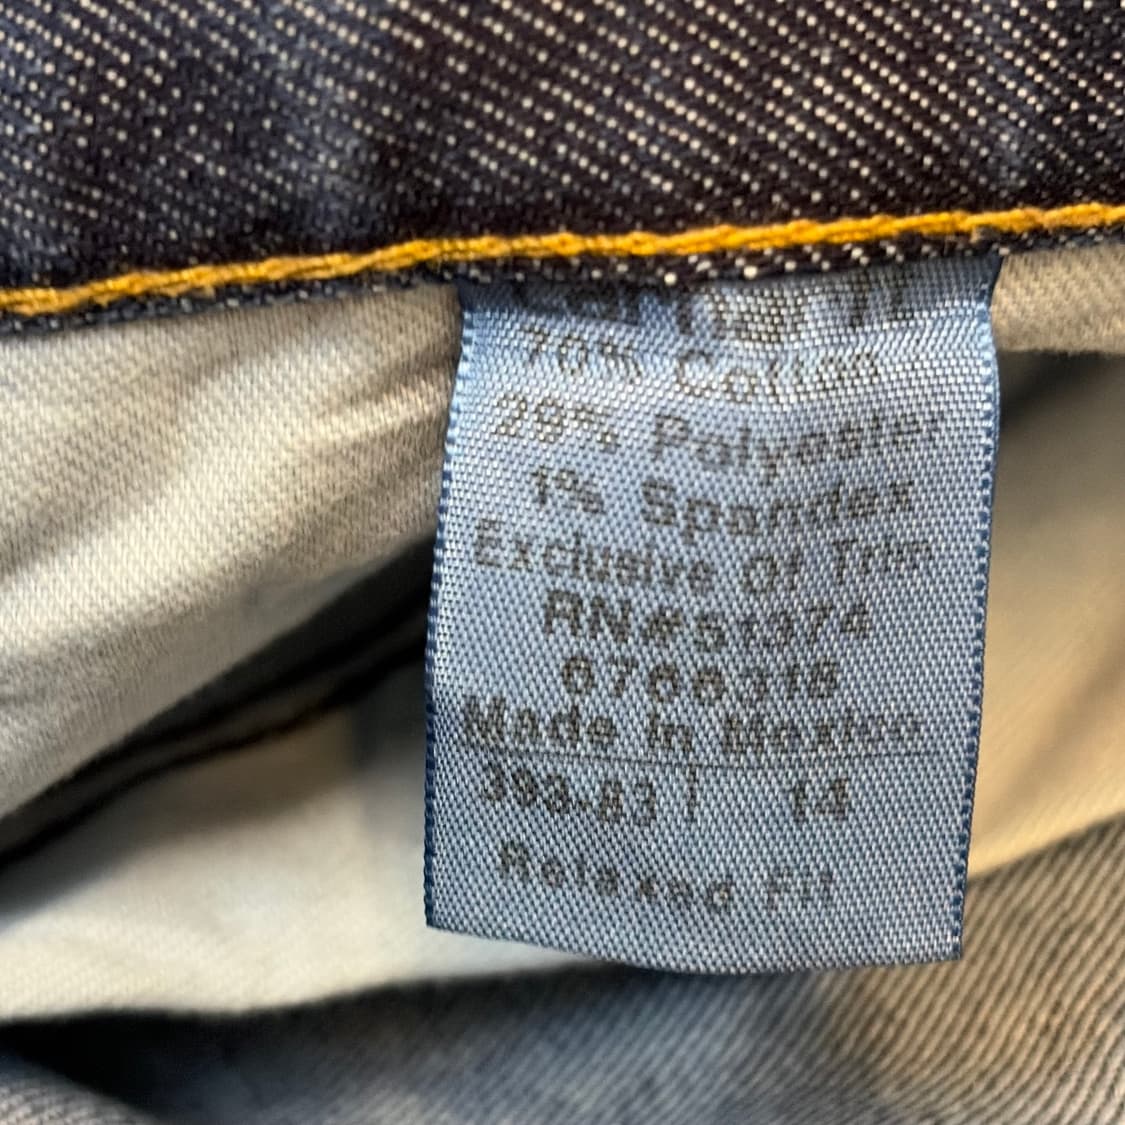 70% Cotton
29% Polyester
1% Spandex
Exclusive Of Trim
RN#51974
Made in Mexico
393-83 | 14
Relaxed Fit